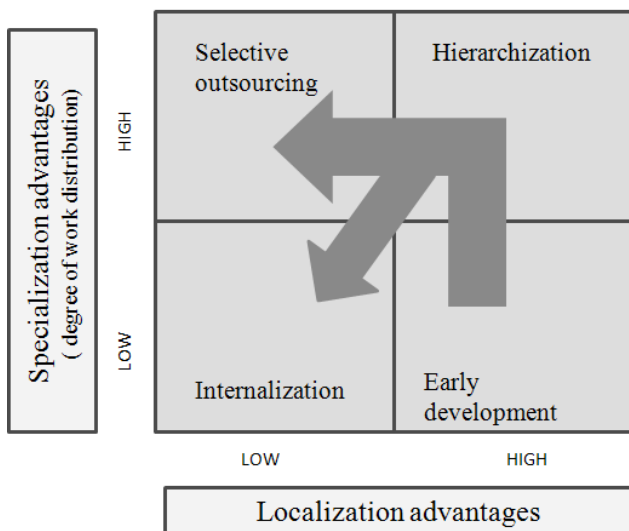 Specialization advantages
( degree of work distribution)
HIGH
LOW
Selective
outsourcing
Hierarchization
Internalization
Early
development
LOW
HIGH
Localization advantages